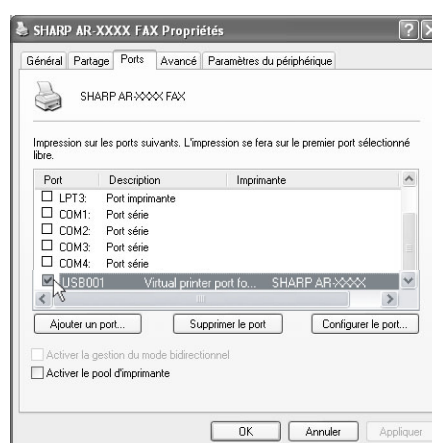 SHARP AR-XXXX FAX Propriétés
Général Partage Ports Avancé Paramètres du périphérique
SHARP AR-XXXX FAX
Impression sur les ports suivants. L'impression se fera sur le premier port sélectionné
libre.
Port Description Imprimante
LPT3: Port imprimante
COM1: Port série
COM2: Port série
COM3: Port série
COM4: Port série
USB001 Virtual printer port fo... SHARP AR-XXXX
Ajouter un port... Supprimer le port Configurer le port...
Activer la gestion du mode bidirectionnel
Activer le pool d'imprimante
OK Annuler Appliquer